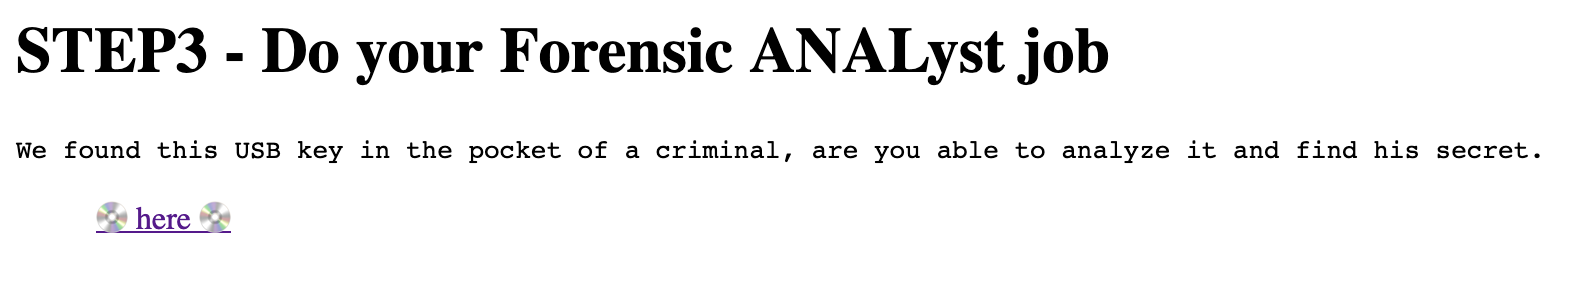 STEP3 - Do your Forensic ANALyst job
We found this USB key in the pocket of a criminal, are you able to analyze it and find his secret.
💿 here 💿